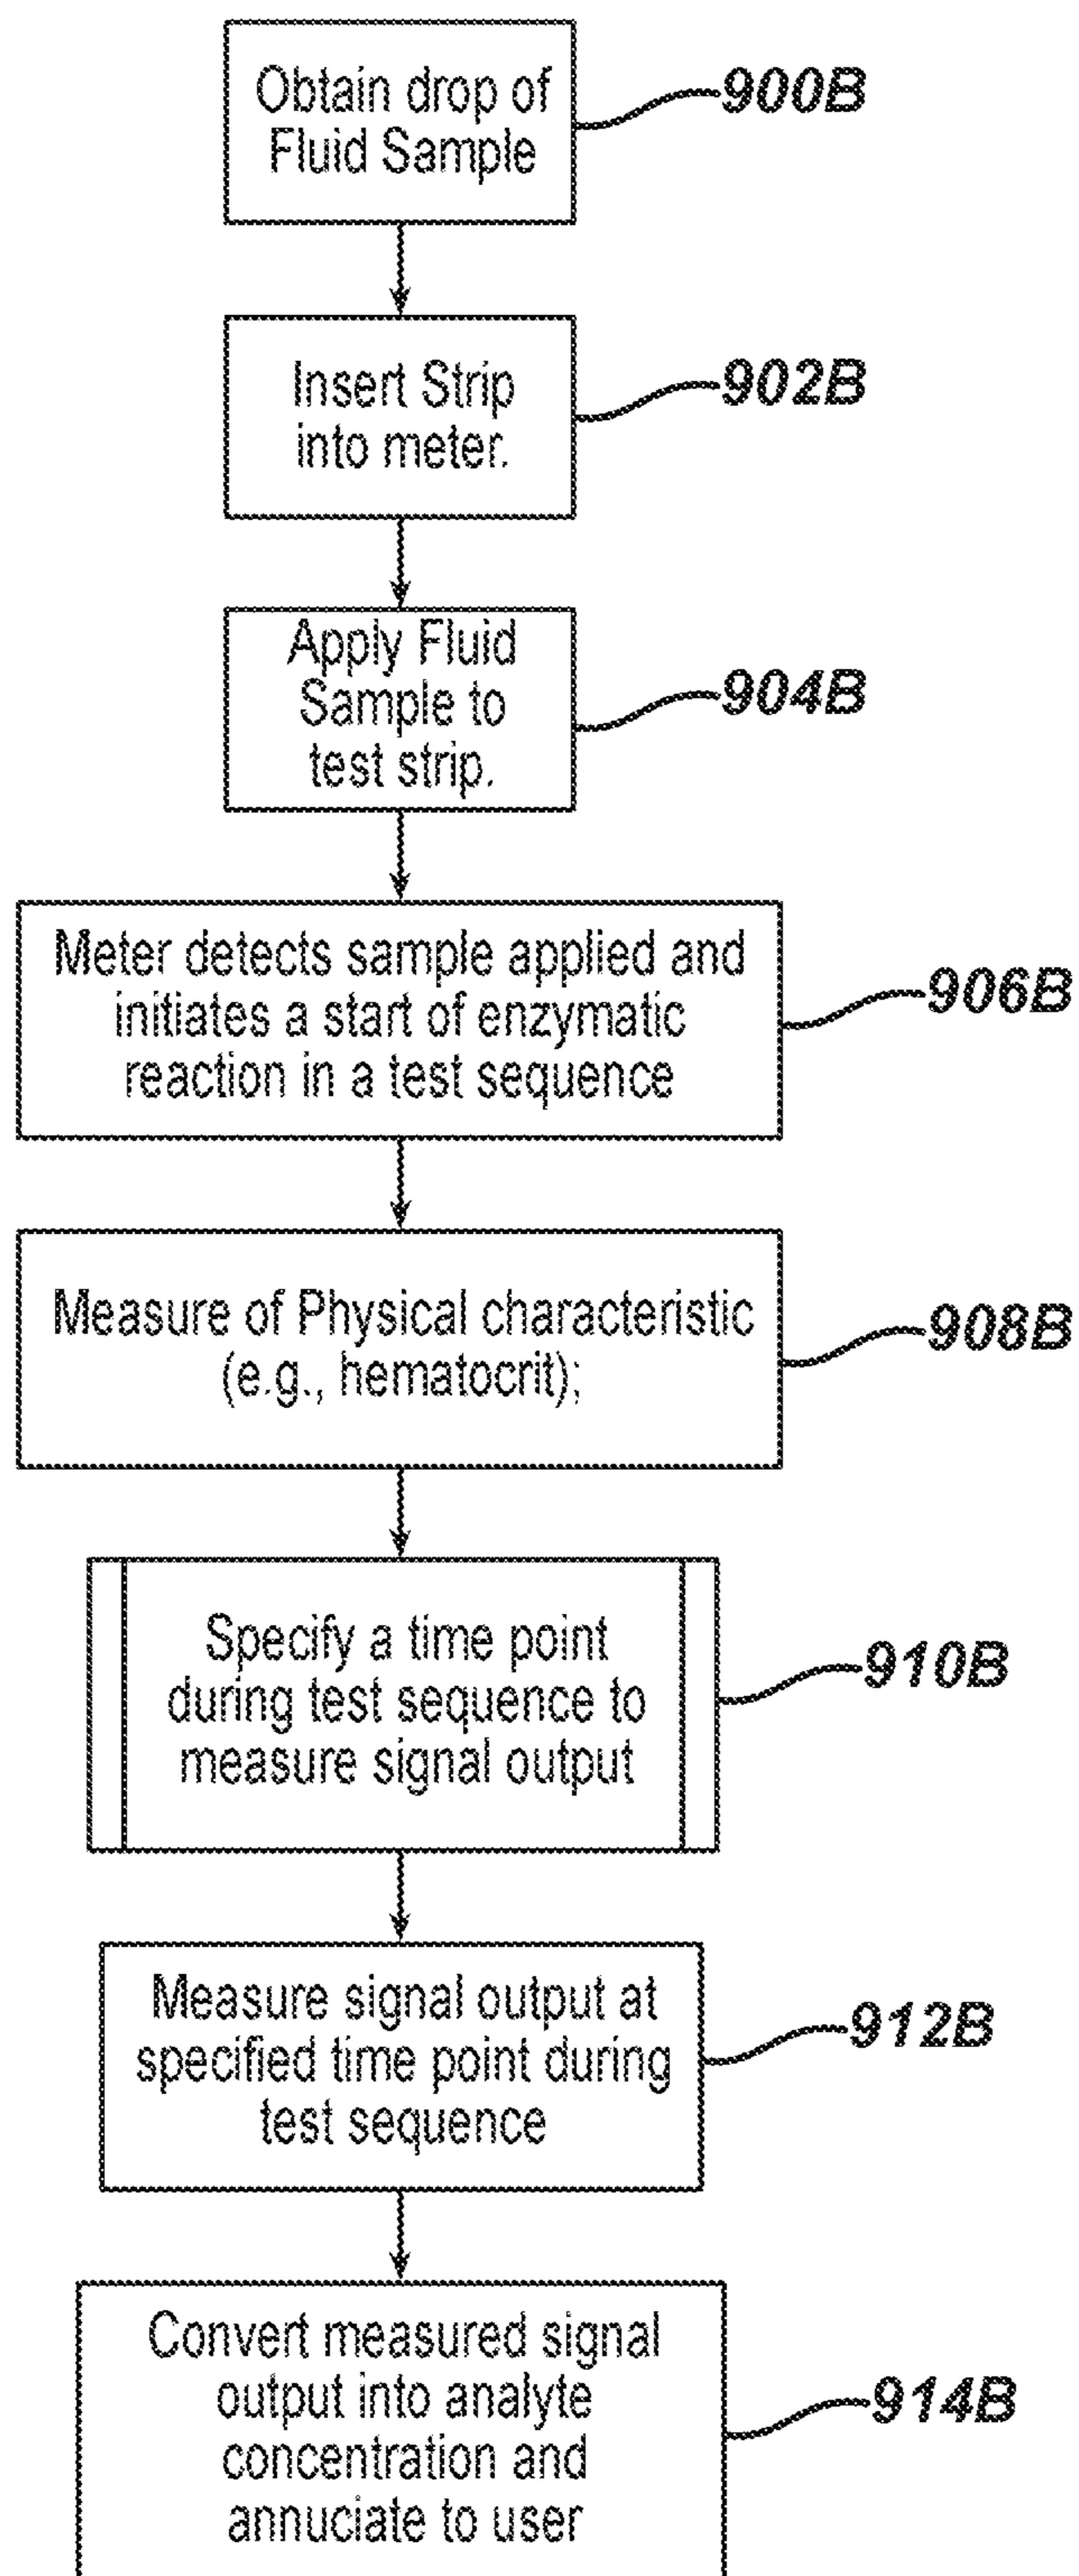 Obtain drop of
Fluid Sample
900B
Insert Strip
into meter.
902B
Apply Fluid
Sample to
test strip.
904B
Meter detects sample applied and
initiates a start of enzymatic
reaction in a test sequence
906B
Measure of Physical characteristic
(e.g., hematocrit);
908B
Specify a time point
during test sequence to
measure signal output
910B
Measure signal output at
specified time point during
test sequence
912B
Convert measured signal
output into analyte
concentration and
annuciate to user
914B